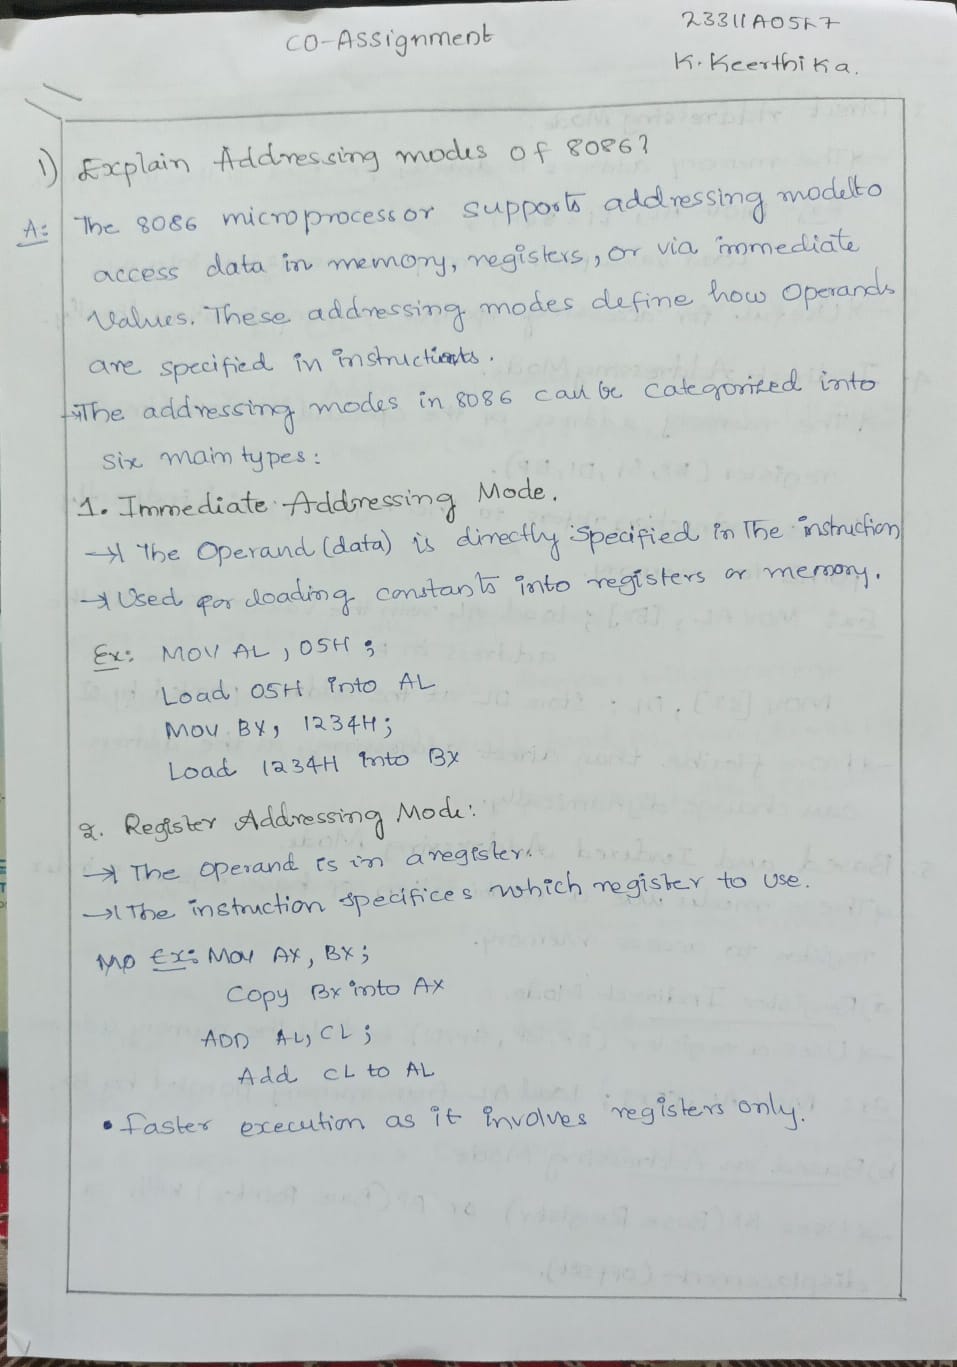 CO-Assignment
23311A05K7
K. Keerthika.
1) Explain Addressing modes of 8086?
A: The 8086 microprocessor supports addressing model to
access data in memory, registers, or via immediate
Values. These addressing modes define how Operands
are specified in instructions.
→ The addressing modes in 8086 can be Categorized into
six main types:
1. Immediate Addressing Mode.
→ The Operand (data) is directly specified in The instruction
→ Used for loading constants into registers or memory.
Ex: MOV AL, 05H ;
Load 05H into AL
Mov BX, 1234H;
Load 1234H into BX
2. Register Addressing Mode:
→ The operand is in a register.
→ The instruction specifices which register to use.
Mo Ex: Mov AX, BX;
Copy Bx into AX
ADD AL, CL;
Add CL to AL
• faster execution as it involves registers only.